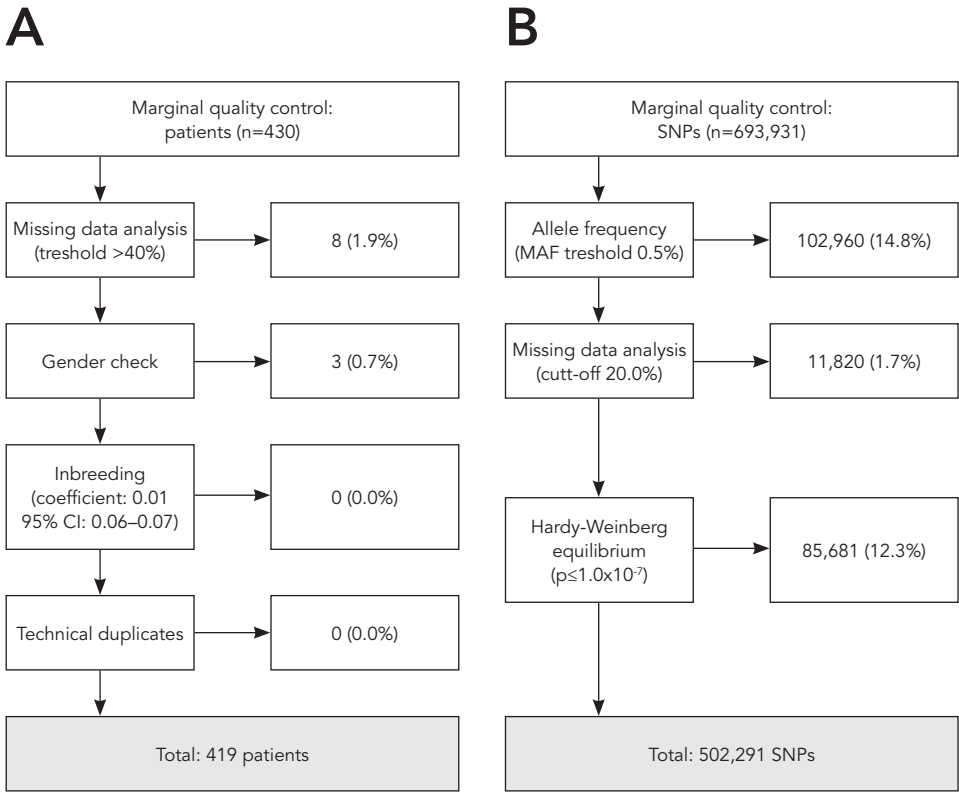 A
Marginal quality control:
patients (n=430)
Missing data analysis
(treshold >40%)
8 (1.9%)
Gender check
3 (0.7%)
Inbreeding
(coefficient: 0.01
95% CI: 0.06–0.07)
0 (0.0%)
Technical duplicates
0 (0.0%)
Total: 419 patients
B
Marginal quality control:
SNPs (n=693,931)
Allele frequency
(MAF treshold 0.5%)
102,960 (14.8%)
Missing data analysis
(cutt-off 20.0%)
11,820 (1.7%)
Hardy-Weinberg
equilibrium
(p≤1.0x10⁻⁷)
85,681 (12.3%)
Total: 502,291 SNPs